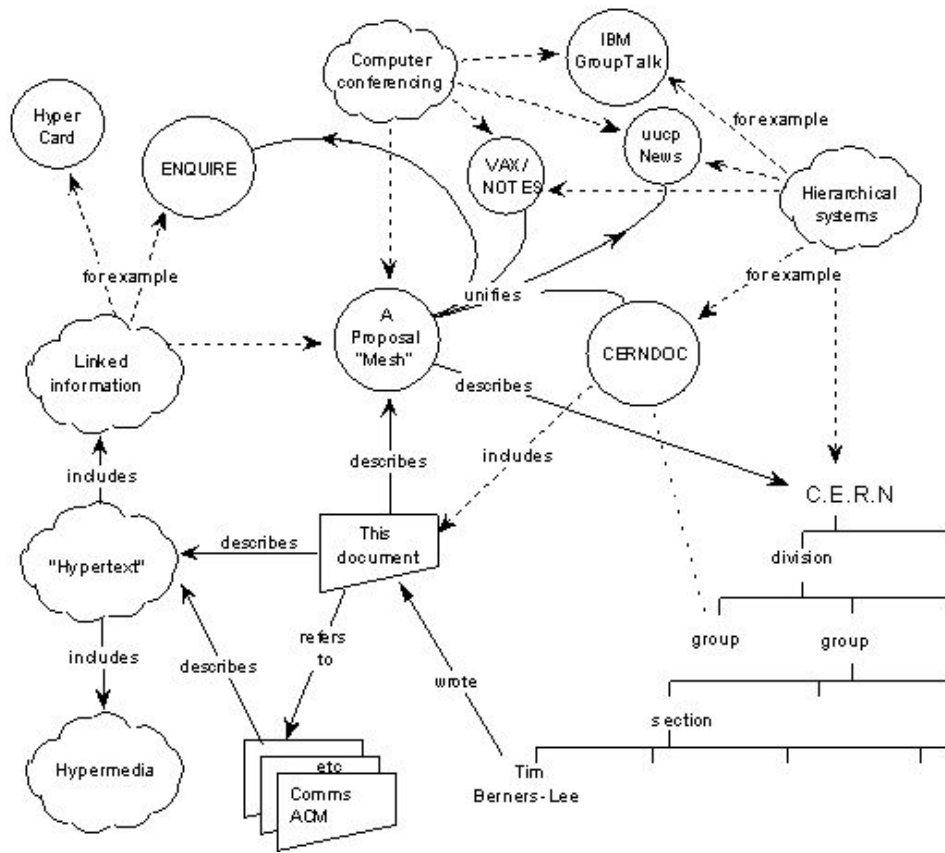 IBM
GroupTalk
Computer
conferencing
Hyper
Card
for example
uucp
News
ENQUIRE
VAX/
NOTES
Hierarchical
systems
for example
for example
unifies
A
Proposal
"Mesh"
CERNDOC
Linked
information
describes
includes
describes
includes
C.E.R.N
This
document
describes
"Hypertext"
division
refers
to
group
group
includes
describes
wrote
section
Hypermedia
etc
Tim
Berners-Lee
Comms
ACM